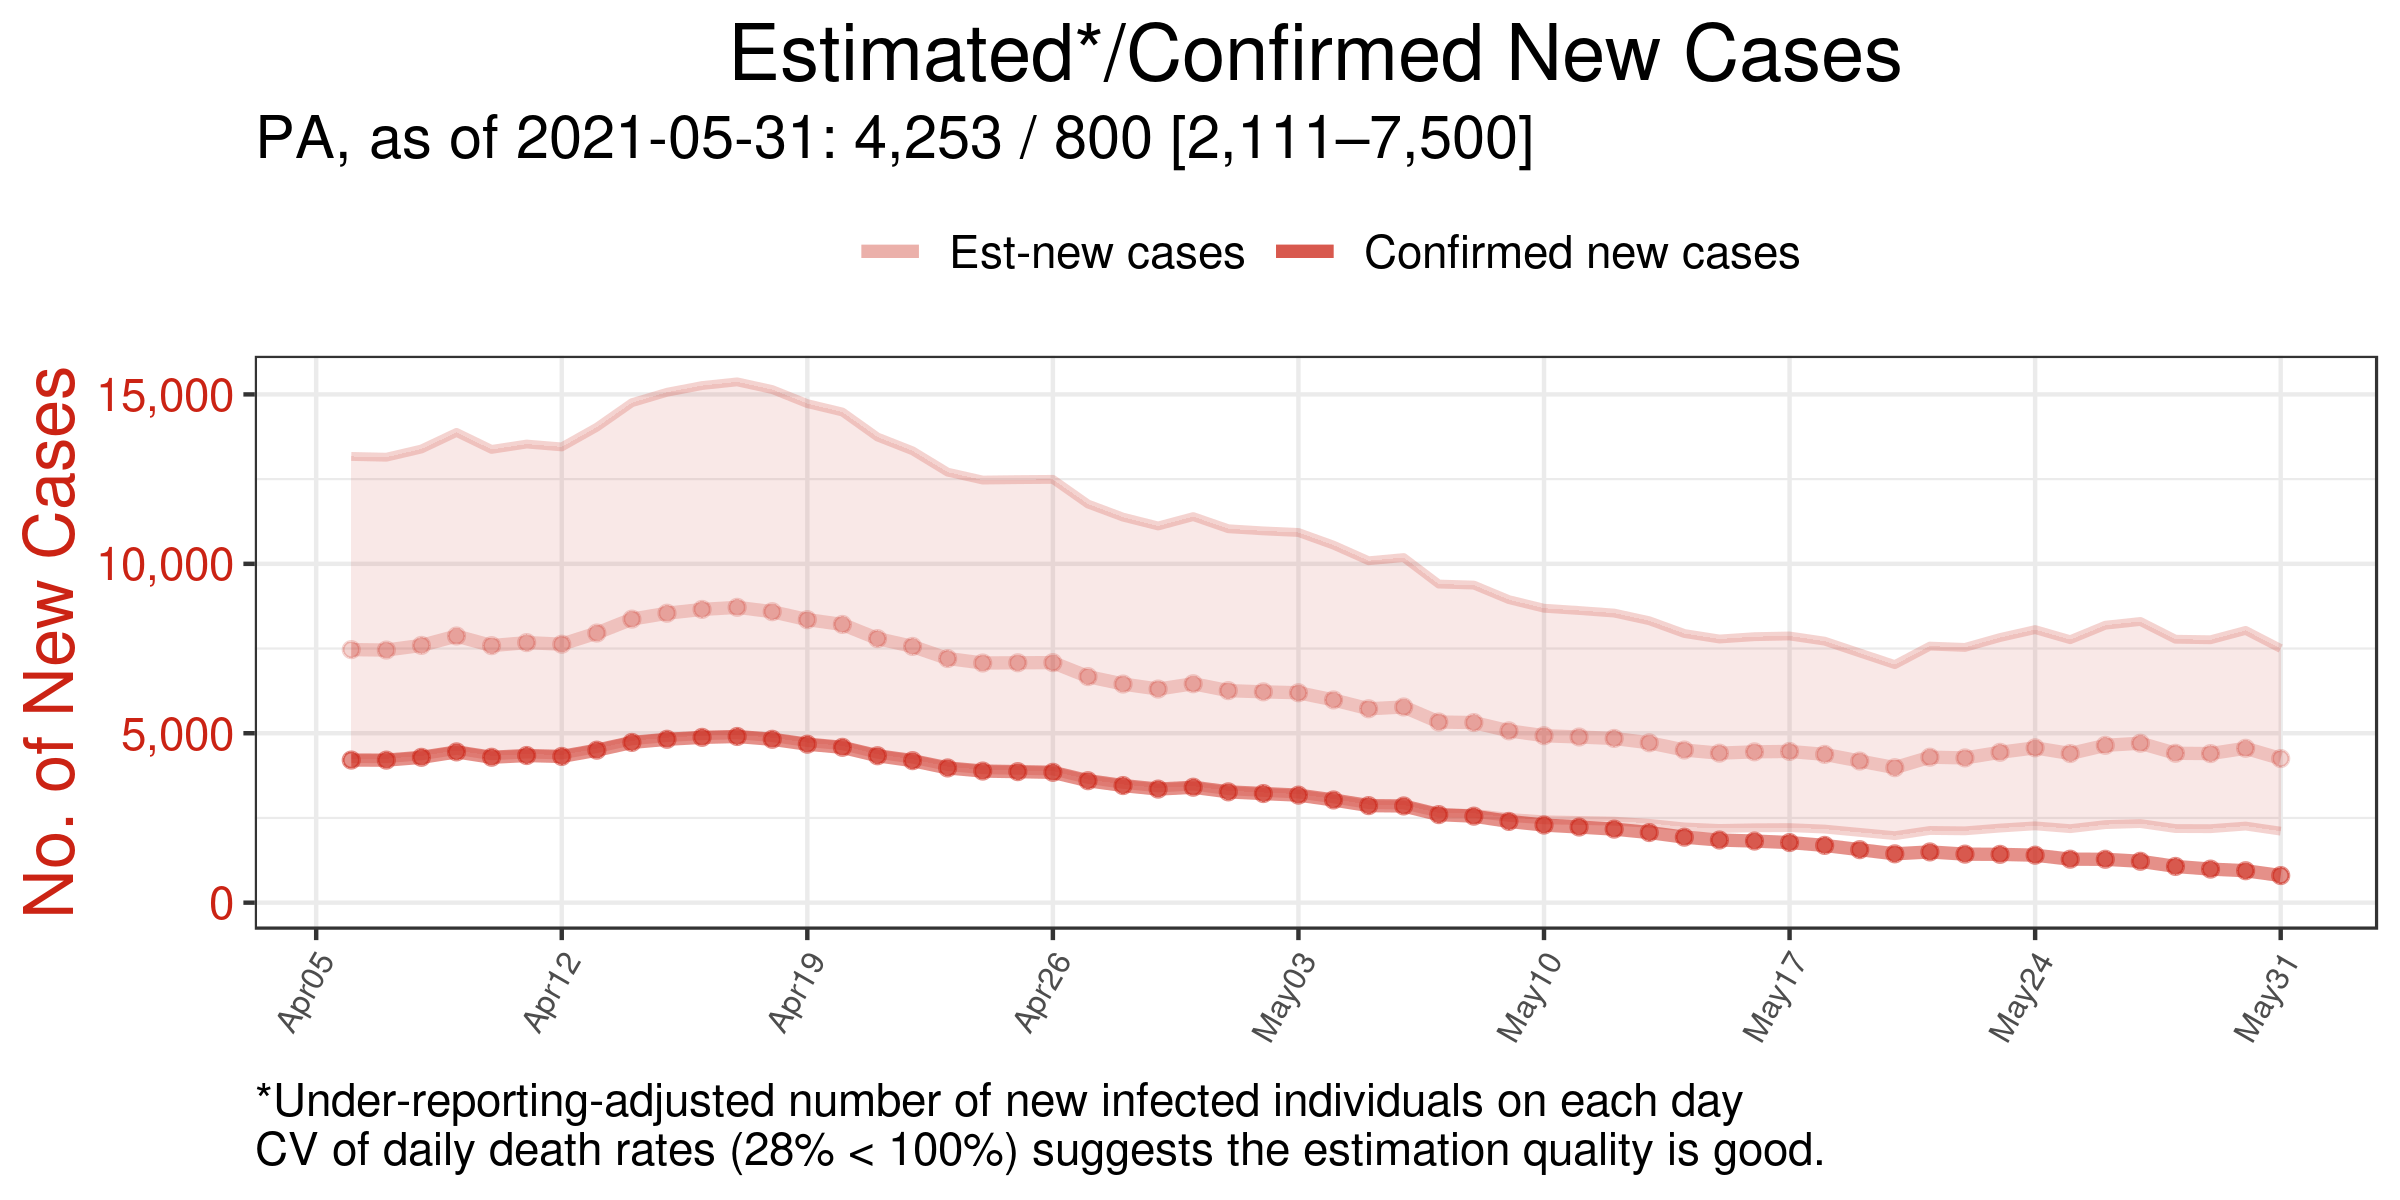 Estimated*/Confirmed New Cases
PA, as of 2021-05-31: 4,253 / 800 [2,111–7,500]
Est-new cases
Confirmed new cases
No. of New Cases
15,000
10,000
5,000
0
Apr05
Apr12
Apr19
Apr26
May03
May10
May17
May24
May31
*Under-reporting-adjusted number of new infected individuals on each day
CV of daily death rates (28% < 100%) suggests the estimation quality is good.